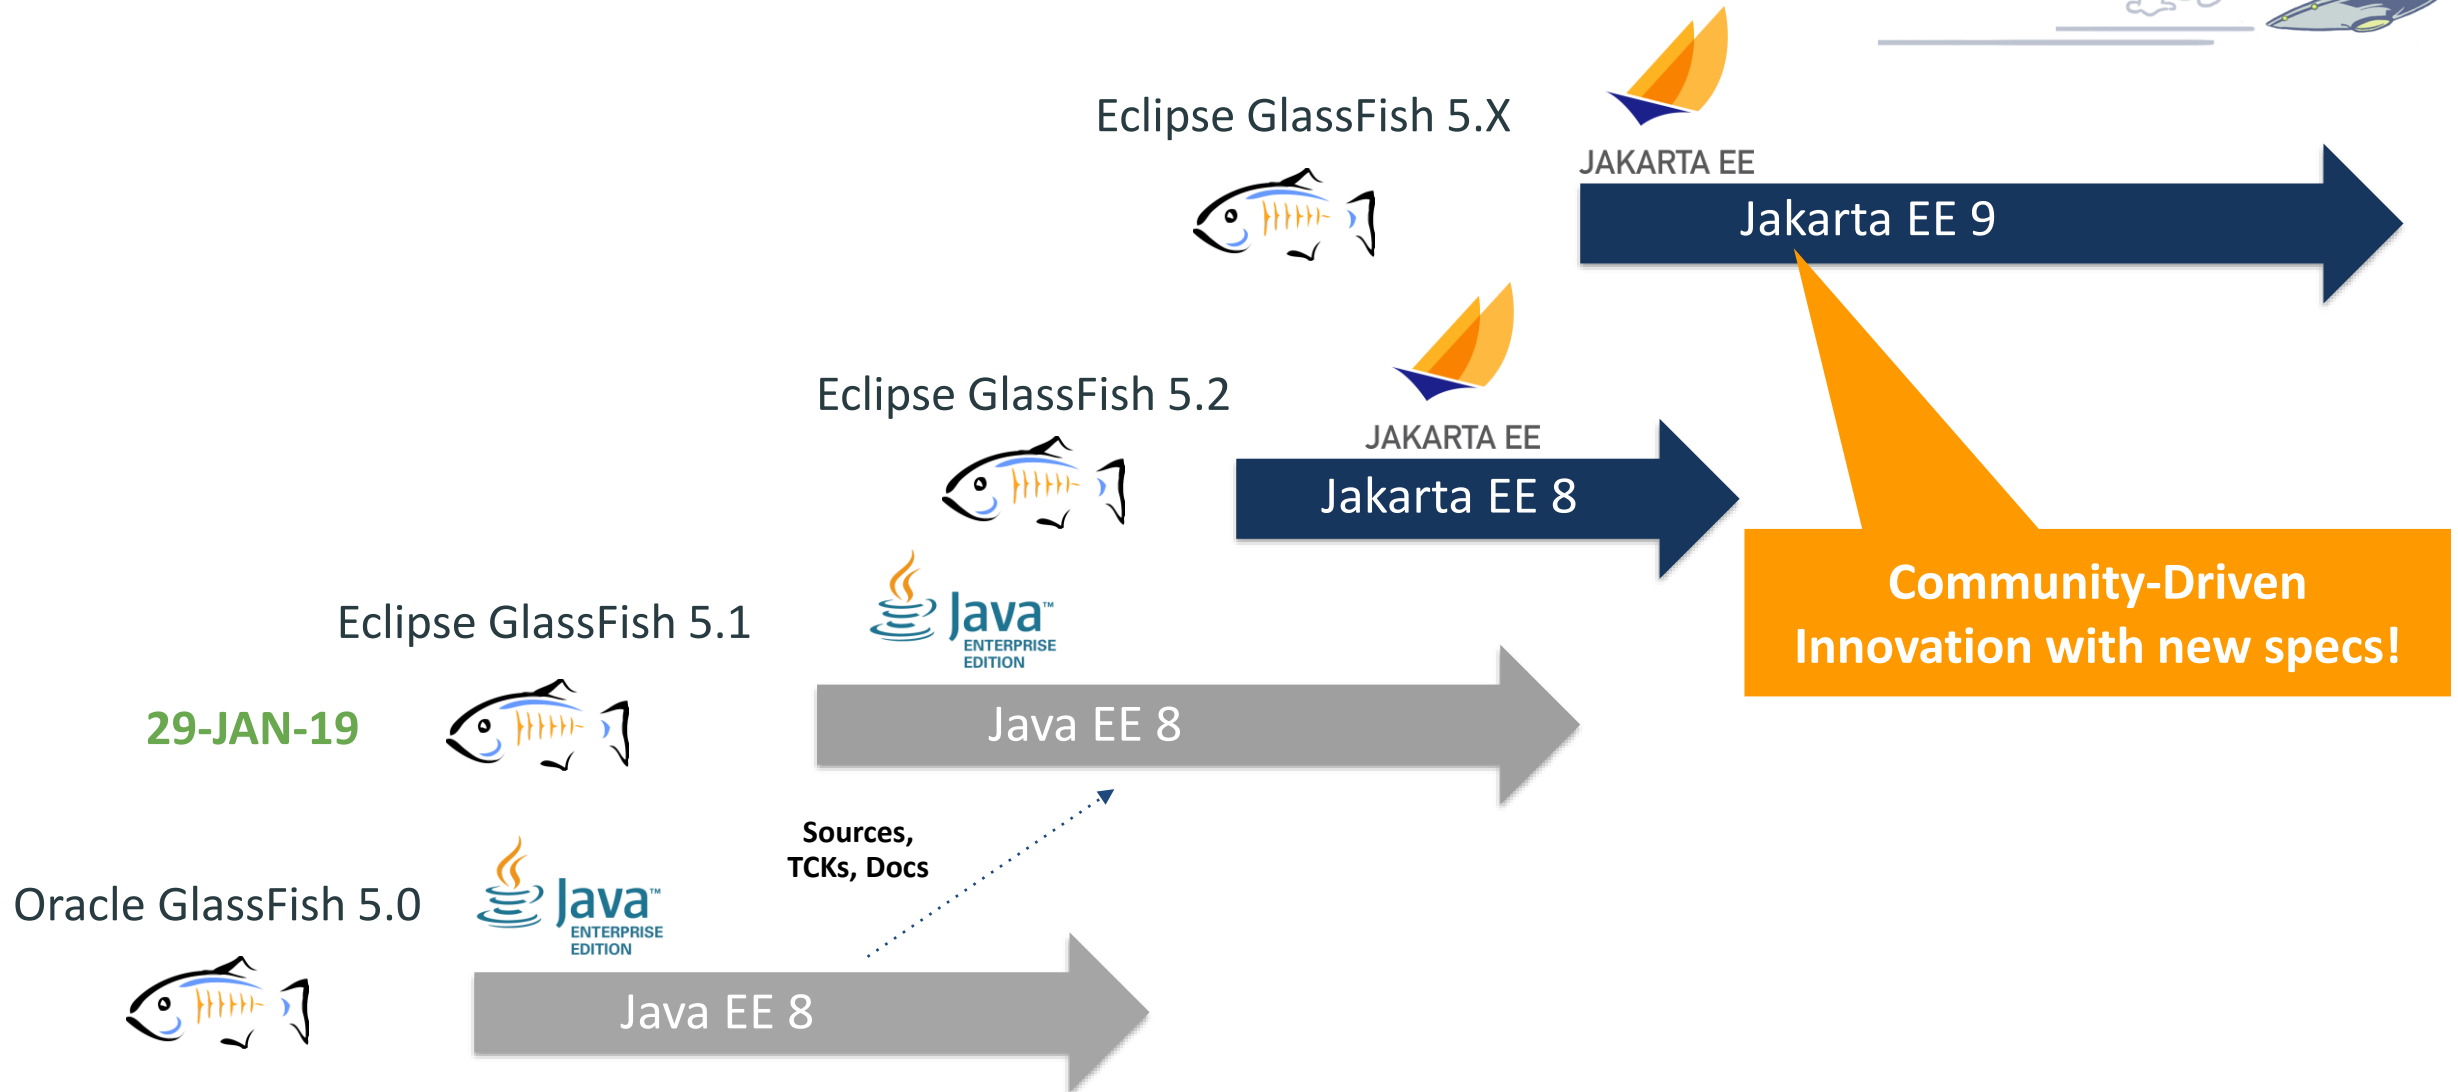 Eclipse GlassFish 5.X
JAKARTA EE
Jakarta EE 9
Eclipse GlassFish 5.2
JAKARTA EE
Jakarta EE 8
Community-Driven
Innovation with new specs!
Eclipse GlassFish 5.1
Java™
ENTERPRISE
EDITION
29-JAN-19
Java EE 8
Sources,
TCKs, Docs
Oracle GlassFish 5.0
Java™
ENTERPRISE
EDITION
Java EE 8